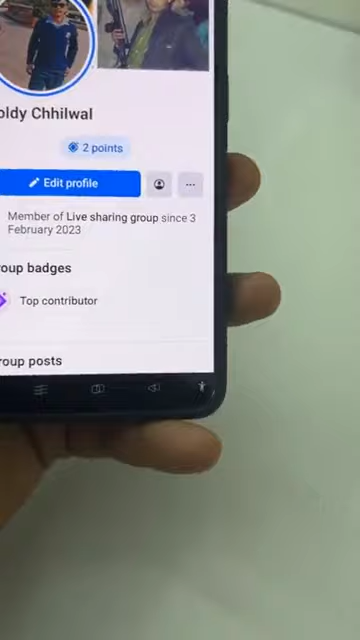 oldy Chhilwal
2 points
Edit profile
Member of Live sharing group since 3
February 2023
oup badges
Top contributor
roup posts